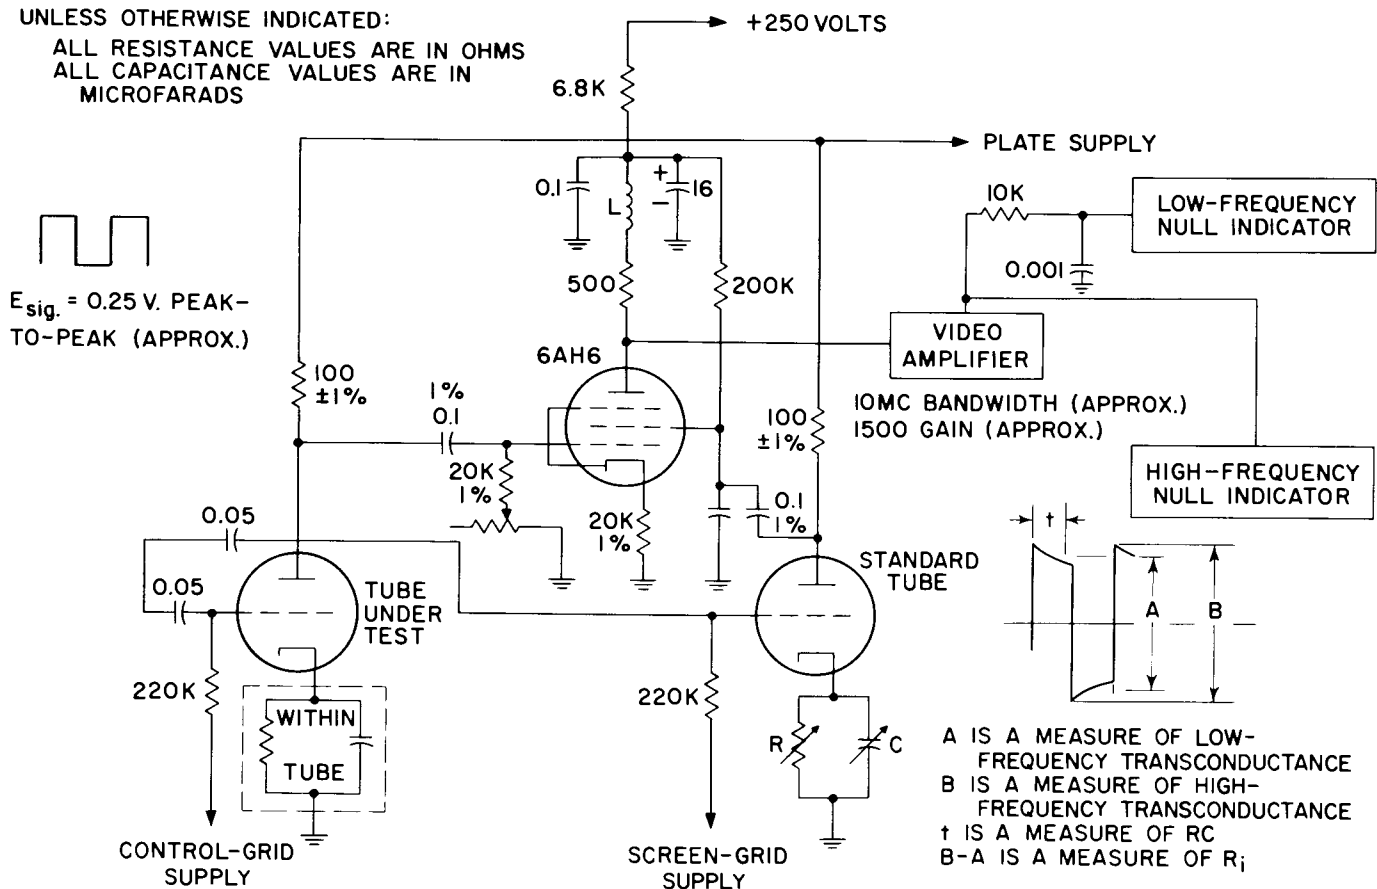 UNLESS OTHERWISE INDICATED:
ALL RESISTANCE VALUES ARE IN OHMS
ALL CAPACITANCE VALUES ARE IN
MICROFARADS
+250 VOLTS
6.8K
PLATE SUPPLY
0.1
L
+
−
16
10K
LOW-FREQUENCY
NULL INDICATOR
0.001
500
200K
E sig. = 0.25 V. PEAK-
TO-PEAK (APPROX.)
VIDEO
AMPLIFIER
6AH6
100
±1%
1%
0.1
100
±1%
10MC BANDWIDTH (APPROX.)
1500 GAIN (APPROX.)
HIGH-FREQUENCY
NULL INDICATOR
20K
1%
20K
1%
0.1
1%
0.05
0.05
t
STANDARD
TUBE
TUBE
UNDER
TEST
A
B
220K
220K
WITHIN
TUBE
R
C
A IS A MEASURE OF LOW-
FREQUENCY TRANSCONDUCTANCE
B IS A MEASURE OF HIGH-
FREQUENCY TRANSCONDUCTANCE
t IS A MEASURE OF RC
B-A IS A MEASURE OF Ri
CONTROL-GRID
SUPPLY
SCREEN-GRID
SUPPLY